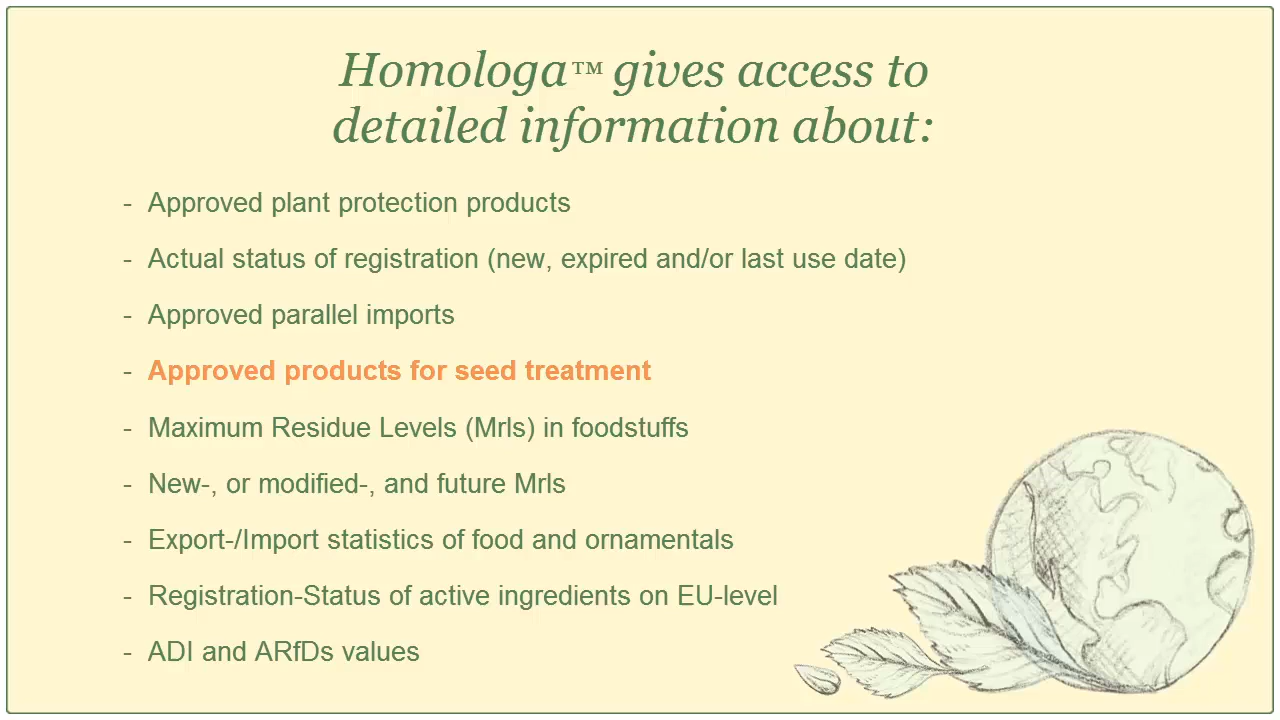 Homologa™ gives access to
detailed information about:
- Approved plant protection products
- Actual status of registration (new, expired and/or last use date)
- Approved parallel imports
- Approved products for seed treatment
- Maximum Residue Levels (Mrls) in foodstuffs
- New-, or modified-, and future Mrls
- Export-/Import statistics of food and ornamentals
- Registration-Status of active ingredients on EU-level
- ADI and ARfDs values